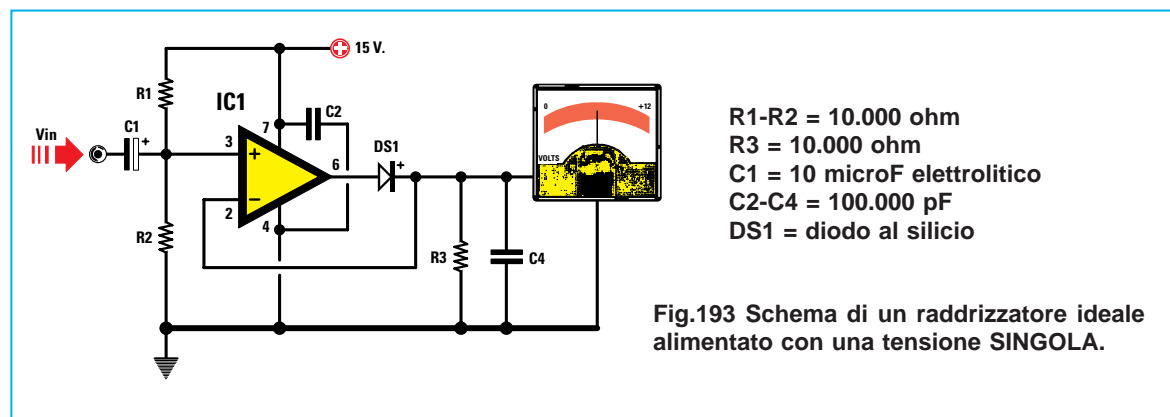 15 V.
R1
IC1
C2
7
Vin
C1
+
3
+
6
DS1
+
−
2
4
R2
R3
C4
0
+12
VOLTS
R1-R2 = 10.000 ohm
R3 = 10.000 ohm
C1 = 10 microF elettrolitico
C2-C4 = 100.000 pF
DS1 = diodo al silicio
Fig.193 Schema di un raddrizzatore ideale
alimentato con una tensione SINGOLA.